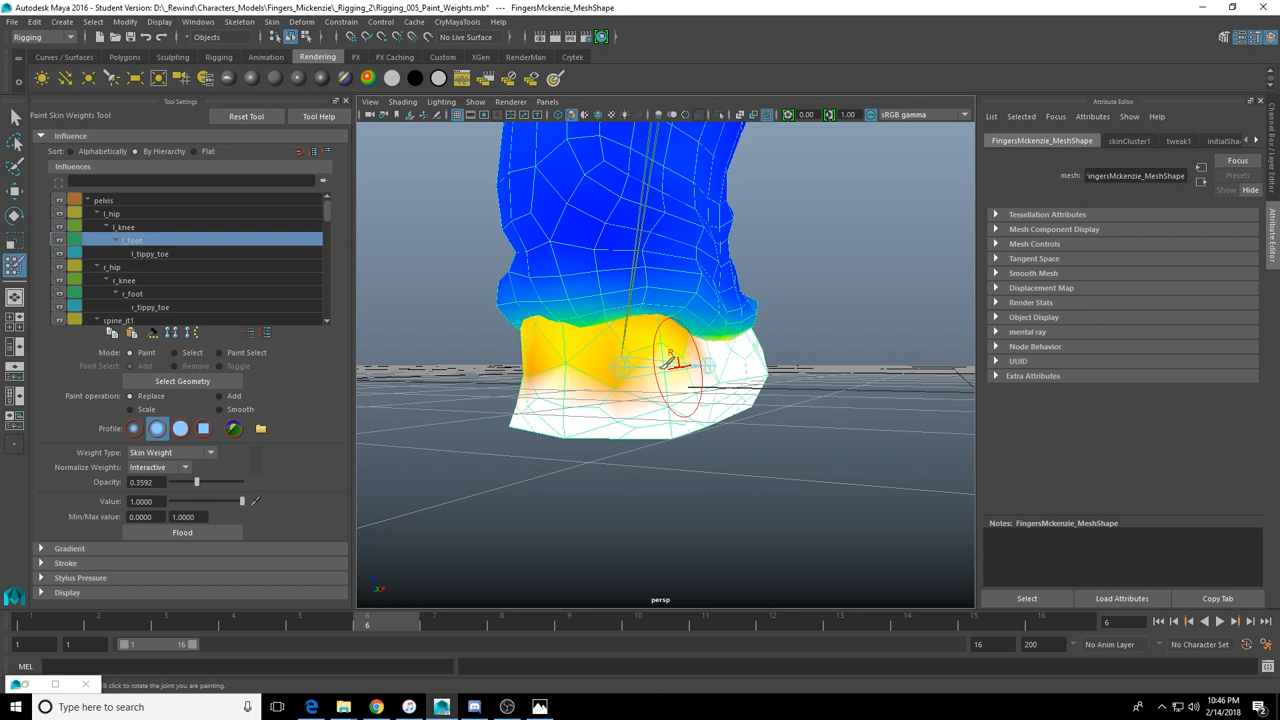 Autodesk Maya 2016 - Student Version: D:\_Rewind\Characters_Models\Fingers_Mickenzie\_Rigging_2\Rigging_005_Paint_Weights.mb* --- FingersMckenzie_MeshShape
File Edit Create Select Modify Display Windows Skeleton Skin Deform Constrain Control Cache CryMayaTools Help
Rigging Objects No Live Surface
Curves / Surfaces Polygons Sculpting Rigging Animation Rendering FX FX Caching Custom XGen RenderMan Crytek
Tool Settings
Paint Skin Weights Tool Reset Tool Tool Help
Influence
Sort: Alphabetically By Hierarchy Flat
Influences
pelvis
l_hip
l_knee
l_foot
l_tippy_toe
r_hip
r_knee
r_foot
r_tippy_toe
spine_jt1
Mode: Paint Select Paint Select
Paint Select: Add Remove Toggle
Select Geometry
Paint operation: Replace Add
Scale Smooth
Profile:
Weight Type: Skin Weight
Normalize Weights: Interactive
Opacity: 0.3592
Value: 1.0000
Min/Max value: 0.0000 1.0000
Flood
Gradient
Stroke
Stylus Pressure
Display
View Shading Lighting Show Renderer Panels
0.00 1.00 sRGB gamma
R
persp
Attribute Editor
List Selected Focus Attributes Show Help
FingersMckenzie_MeshShape skinCluster1 tweak1 initialSha
Focus
Presets
mesh: FingersMckenzie_MeshShape
Show Hide
Tessellation Attributes
Mesh Component Display
Mesh Controls
Tangent Space
Smooth Mesh
Displacement Map
Render Stats
Object Display
mental ray
Node Behavior
UUID
Extra Attributes
Notes: FingersMckenzie_MeshShape
Select Load Attributes Copy Tab
Channel Box / Layer Editor
Attribute Editor
1 2 3 4 5 6 7 8 9 10 11 12 13 14 15 16
6
6
1 1 1 16 16 200 No Anim Layer No Character Set
MEL
B click to rotate the joint you are painting.
Type here to search
10:46 PM
2/14/2018
2